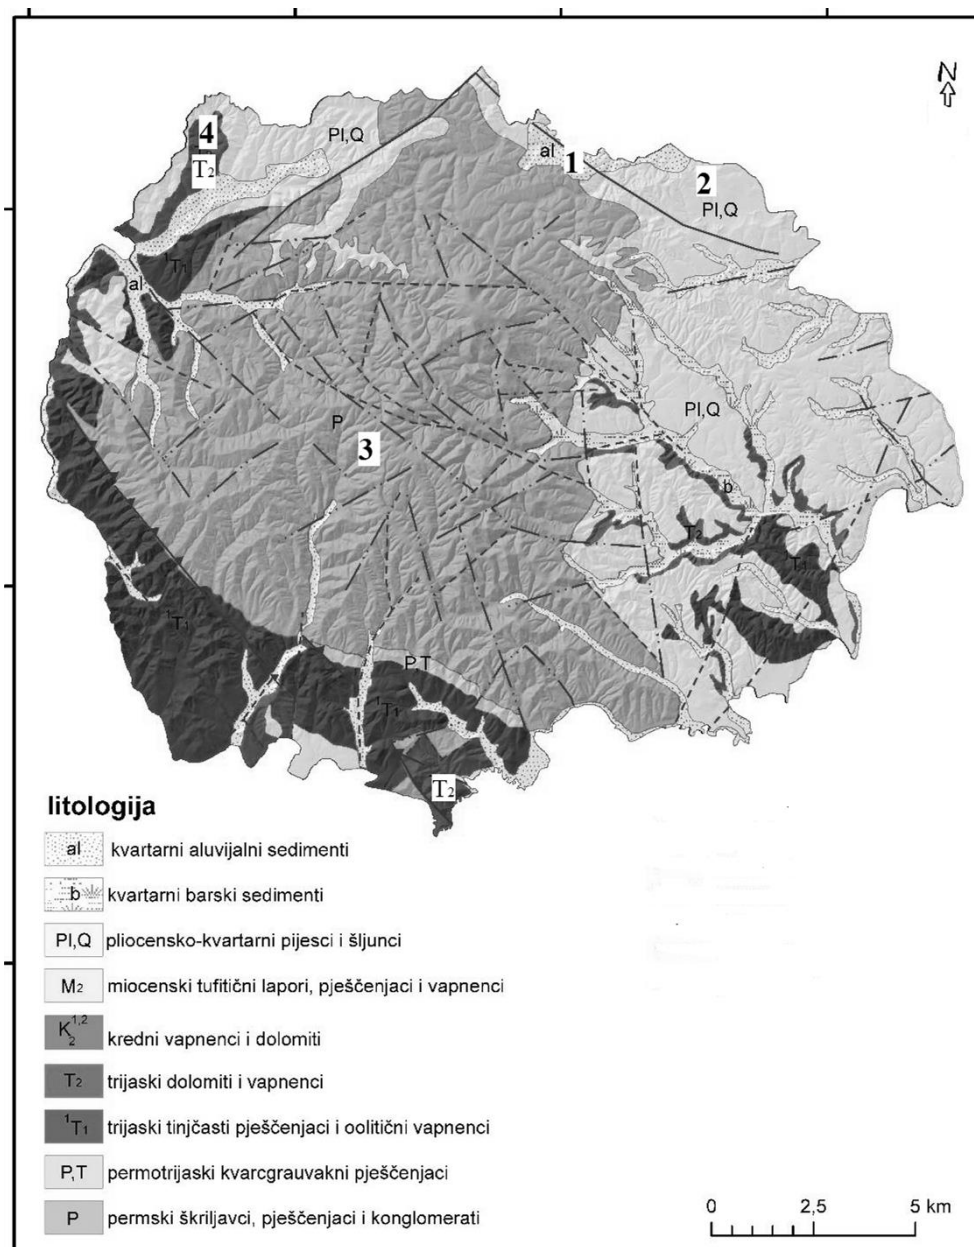 N
4
Pl,Q
al
1
T2
2
Pl,Q
1T1
al
P
3
Pl,Q
b
T2
T1
1T1
P,T
1T1
T2
litologija
al kvartarni aluvijalni sedimenti
b kvartarni barski sedimenti
Pl,Q pliocensko-kvartarni pijesci i šljunci
M2 miocenski tufitični lapori, pješčenjaci i vapnenci
K2 1,2 kredni vapnenci i dolomiti
T2 trijaski dolomiti i vapnenci
1T1 trijaski tinjčasti pješčenjaci i oolitični vapnenci
P,T permotrijaski kvarcgrauvakni pješčenjaci
P permski škriljavci, pješčenjaci i konglomerati
0 2,5 5 km